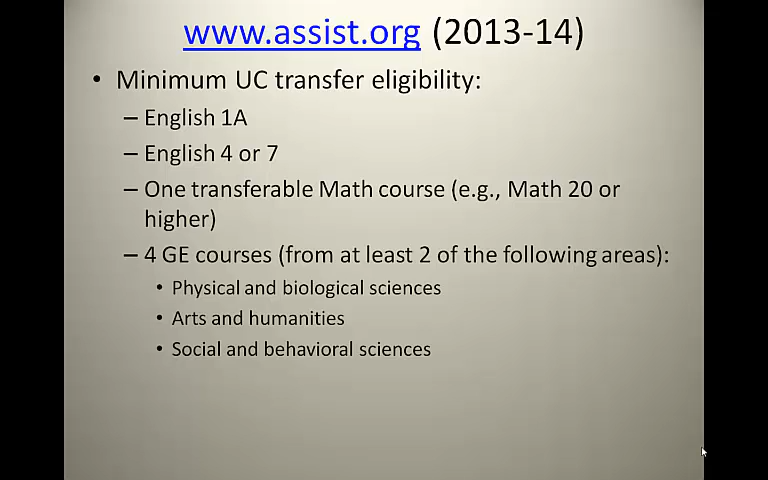 www.assist.org (2013-14)
• Minimum UC transfer eligibility:
– English 1A
– English 4 or 7
– One transferable Math course (e.g., Math 20 or
higher)
– 4 GE courses (from at least 2 of the following areas):
• Physical and biological sciences
• Arts and humanities
• Social and behavioral sciences